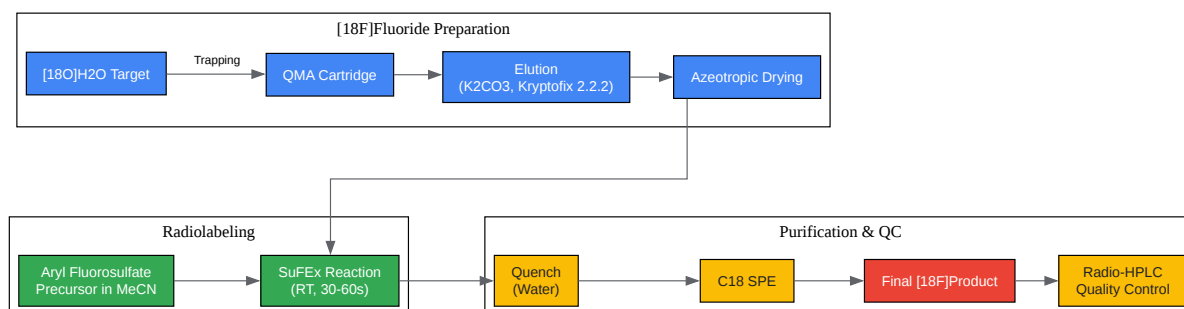 [18F]Fluoride Preparation
[18O]H2O Target
Trapping
QMA Cartridge
Elution
(K2CO3, Kryptofix 2.2.2)
Azeotropic Drying
Radiolabeling
Aryl Fluorosulfate
Precursor in MeCN
SuFEx Reaction
(RT, 30-60s)
Purification & QC
Quench
(Water)
C18 SPE
Final [18F]Product
Radio-HPLC
Quality Control